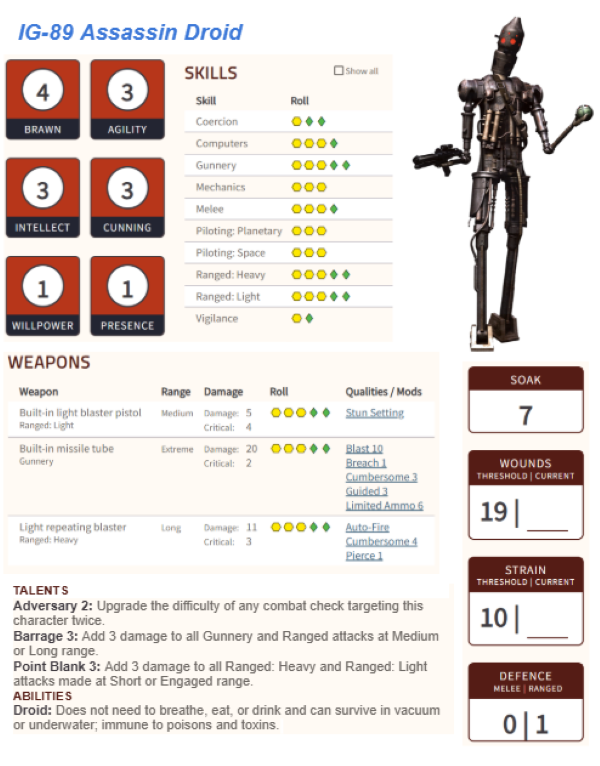 IG-89 Assassin Droid
4
BRAWN
3
AGILITY
3
INTELLECT
3
CUNNING
1
WILLPOWER
1
PRESENCE
SKILLS
Show all
Skill Roll
Coercion
Computers
Gunnery
Mechanics
Melee
Piloting: Planetary
Piloting: Space
Ranged: Heavy
Ranged: Light
Vigilance
WEAPONS
Weapon Range Damage Roll Qualities / Mods
Built-in light blaster pistol Medium Damage: 5 Stun Setting
Ranged: Light Critical: 4
Built-in missile tube Extreme Damage: 20 Blast 10
Gunnery Critical: 2 Breach 1
Cumbersome 3
Guided 3
Limited Ammo 6
Light repeating blaster Long Damage: 11 Auto-Fire
Ranged: Heavy Critical: 3 Cumbersome 4
Pierce 1
SOAK
7
WOUNDS
THRESHOLD | CURRENT
19 | ___
STRAIN
THRESHOLD | CURRENT
10 | ___
DEFENCE
MELEE | RANGED
0 | 1
TALENTS
Adversary 2: Upgrade the difficulty of any combat check targeting this
character twice.
Barrage 3: Add 3 damage to all Gunnery and Ranged attacks at Medium
or Long range.
Point Blank 3: Add 3 damage to all Ranged: Heavy and Ranged: Light
attacks made at Short or Engaged range.
ABILITIES
Droid: Does not need to breathe, eat, or drink and can survive in vacuum
or underwater; immune to poisons and toxins.